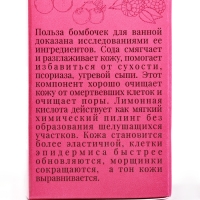 Польза бомбочек для ванной
доказана исследованиями ее
ингредиентов. Сода смягчает
и разглаживает кожу, помогает
избавиться от сухости,
псориаза, угревой сыпи. Этот
компонент хорошо очищает
кожу от омертвевших клеток и
очищает поры. Лимонная
кислота действует как мягкий
химический пилинг без
образования шелушащихся
участков. Кожа становится
более эластичной, клетки
эпидермиса быстрее
обновляются, морщинки
сокращаются, а тон кожи
выравнивается.